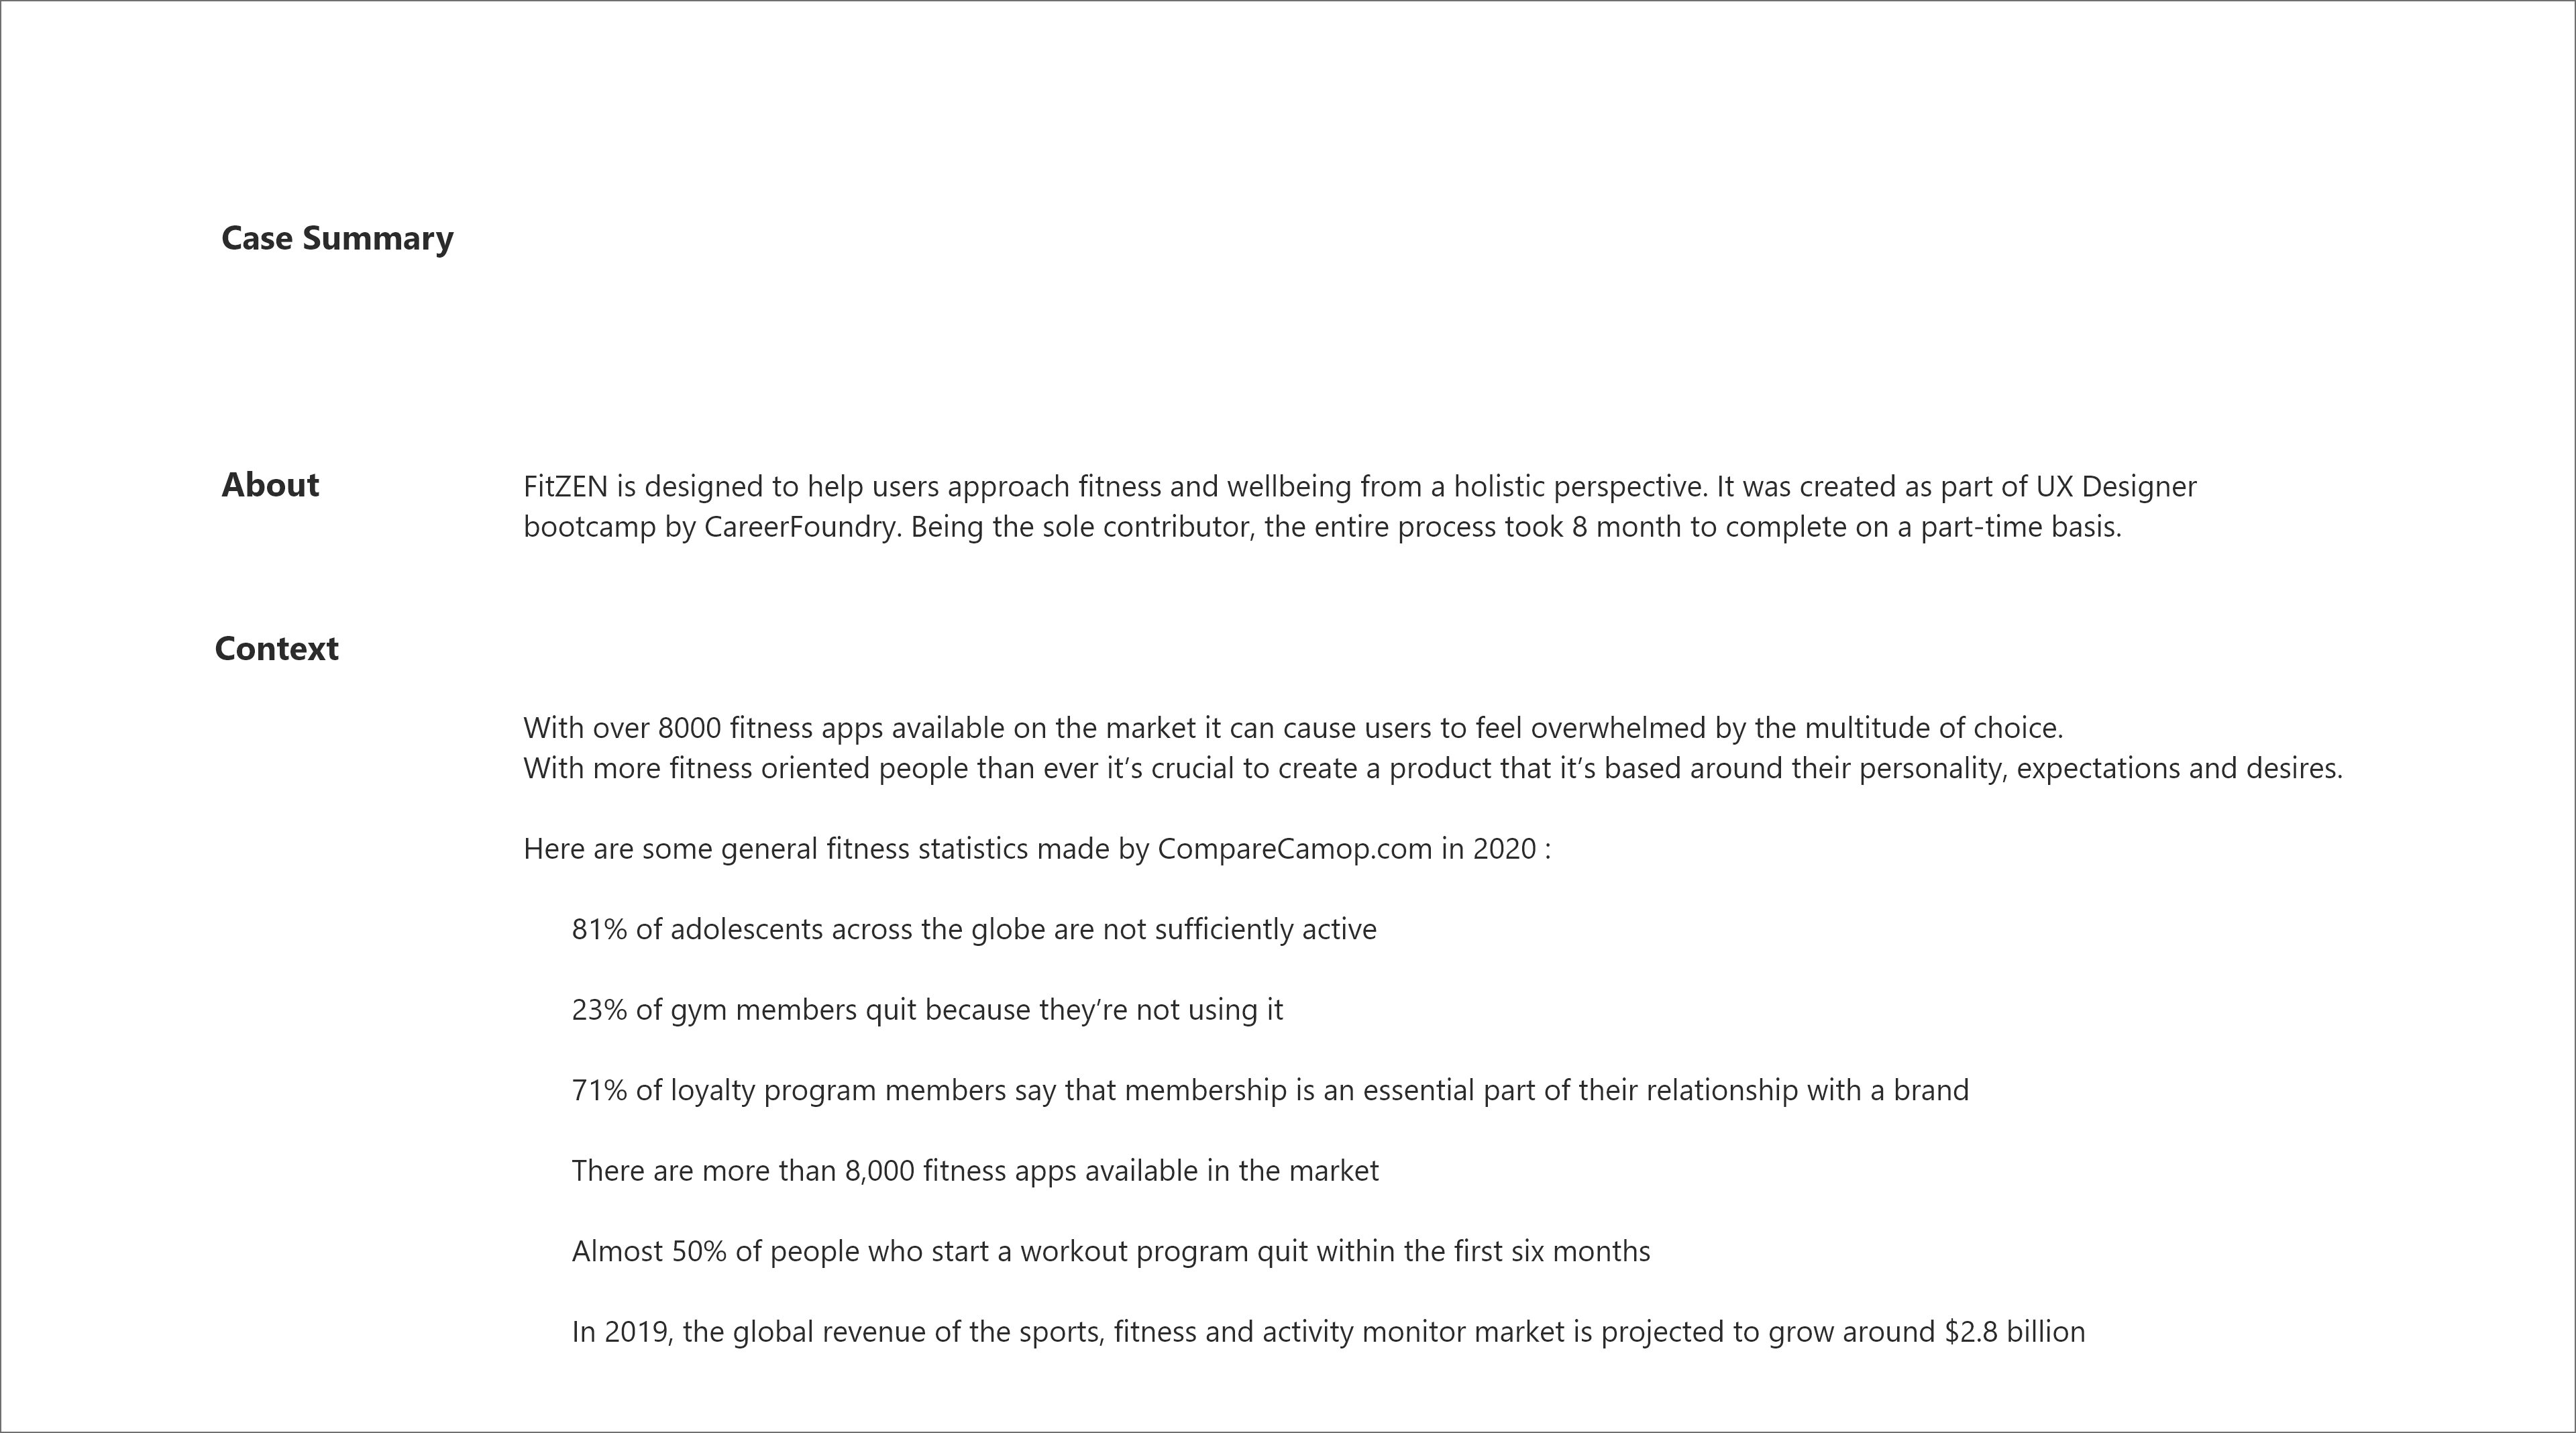 Case Summary
About
FitZEN is designed to help users approach fitness and wellbeing from a holistic perspective. It was created as part of UX Designer
bootcamp by CareerFoundry. Being the sole contributor, the entire process took 8 month to complete on a part-time basis.
Context
With over 8000 fitness apps available on the market it can cause users to feel overwhelmed by the multitude of choice.
With more fitness oriented people than ever it’s crucial to create a product that it’s based around their personality, expectations and desires.
Here are some general fitness statistics made by CompareCamop.com in 2020 :
81% of adolescents across the globe are not sufficiently active
23% of gym members quit because they’re not using it
71% of loyalty program members say that membership is an essential part of their relationship with a brand
There are more than 8,000 fitness apps available in the market
Almost 50% of people who start a workout program quit within the first six months
In 2019, the global revenue of the sports, fitness and activity monitor market is projected to grow around $2.8 billion